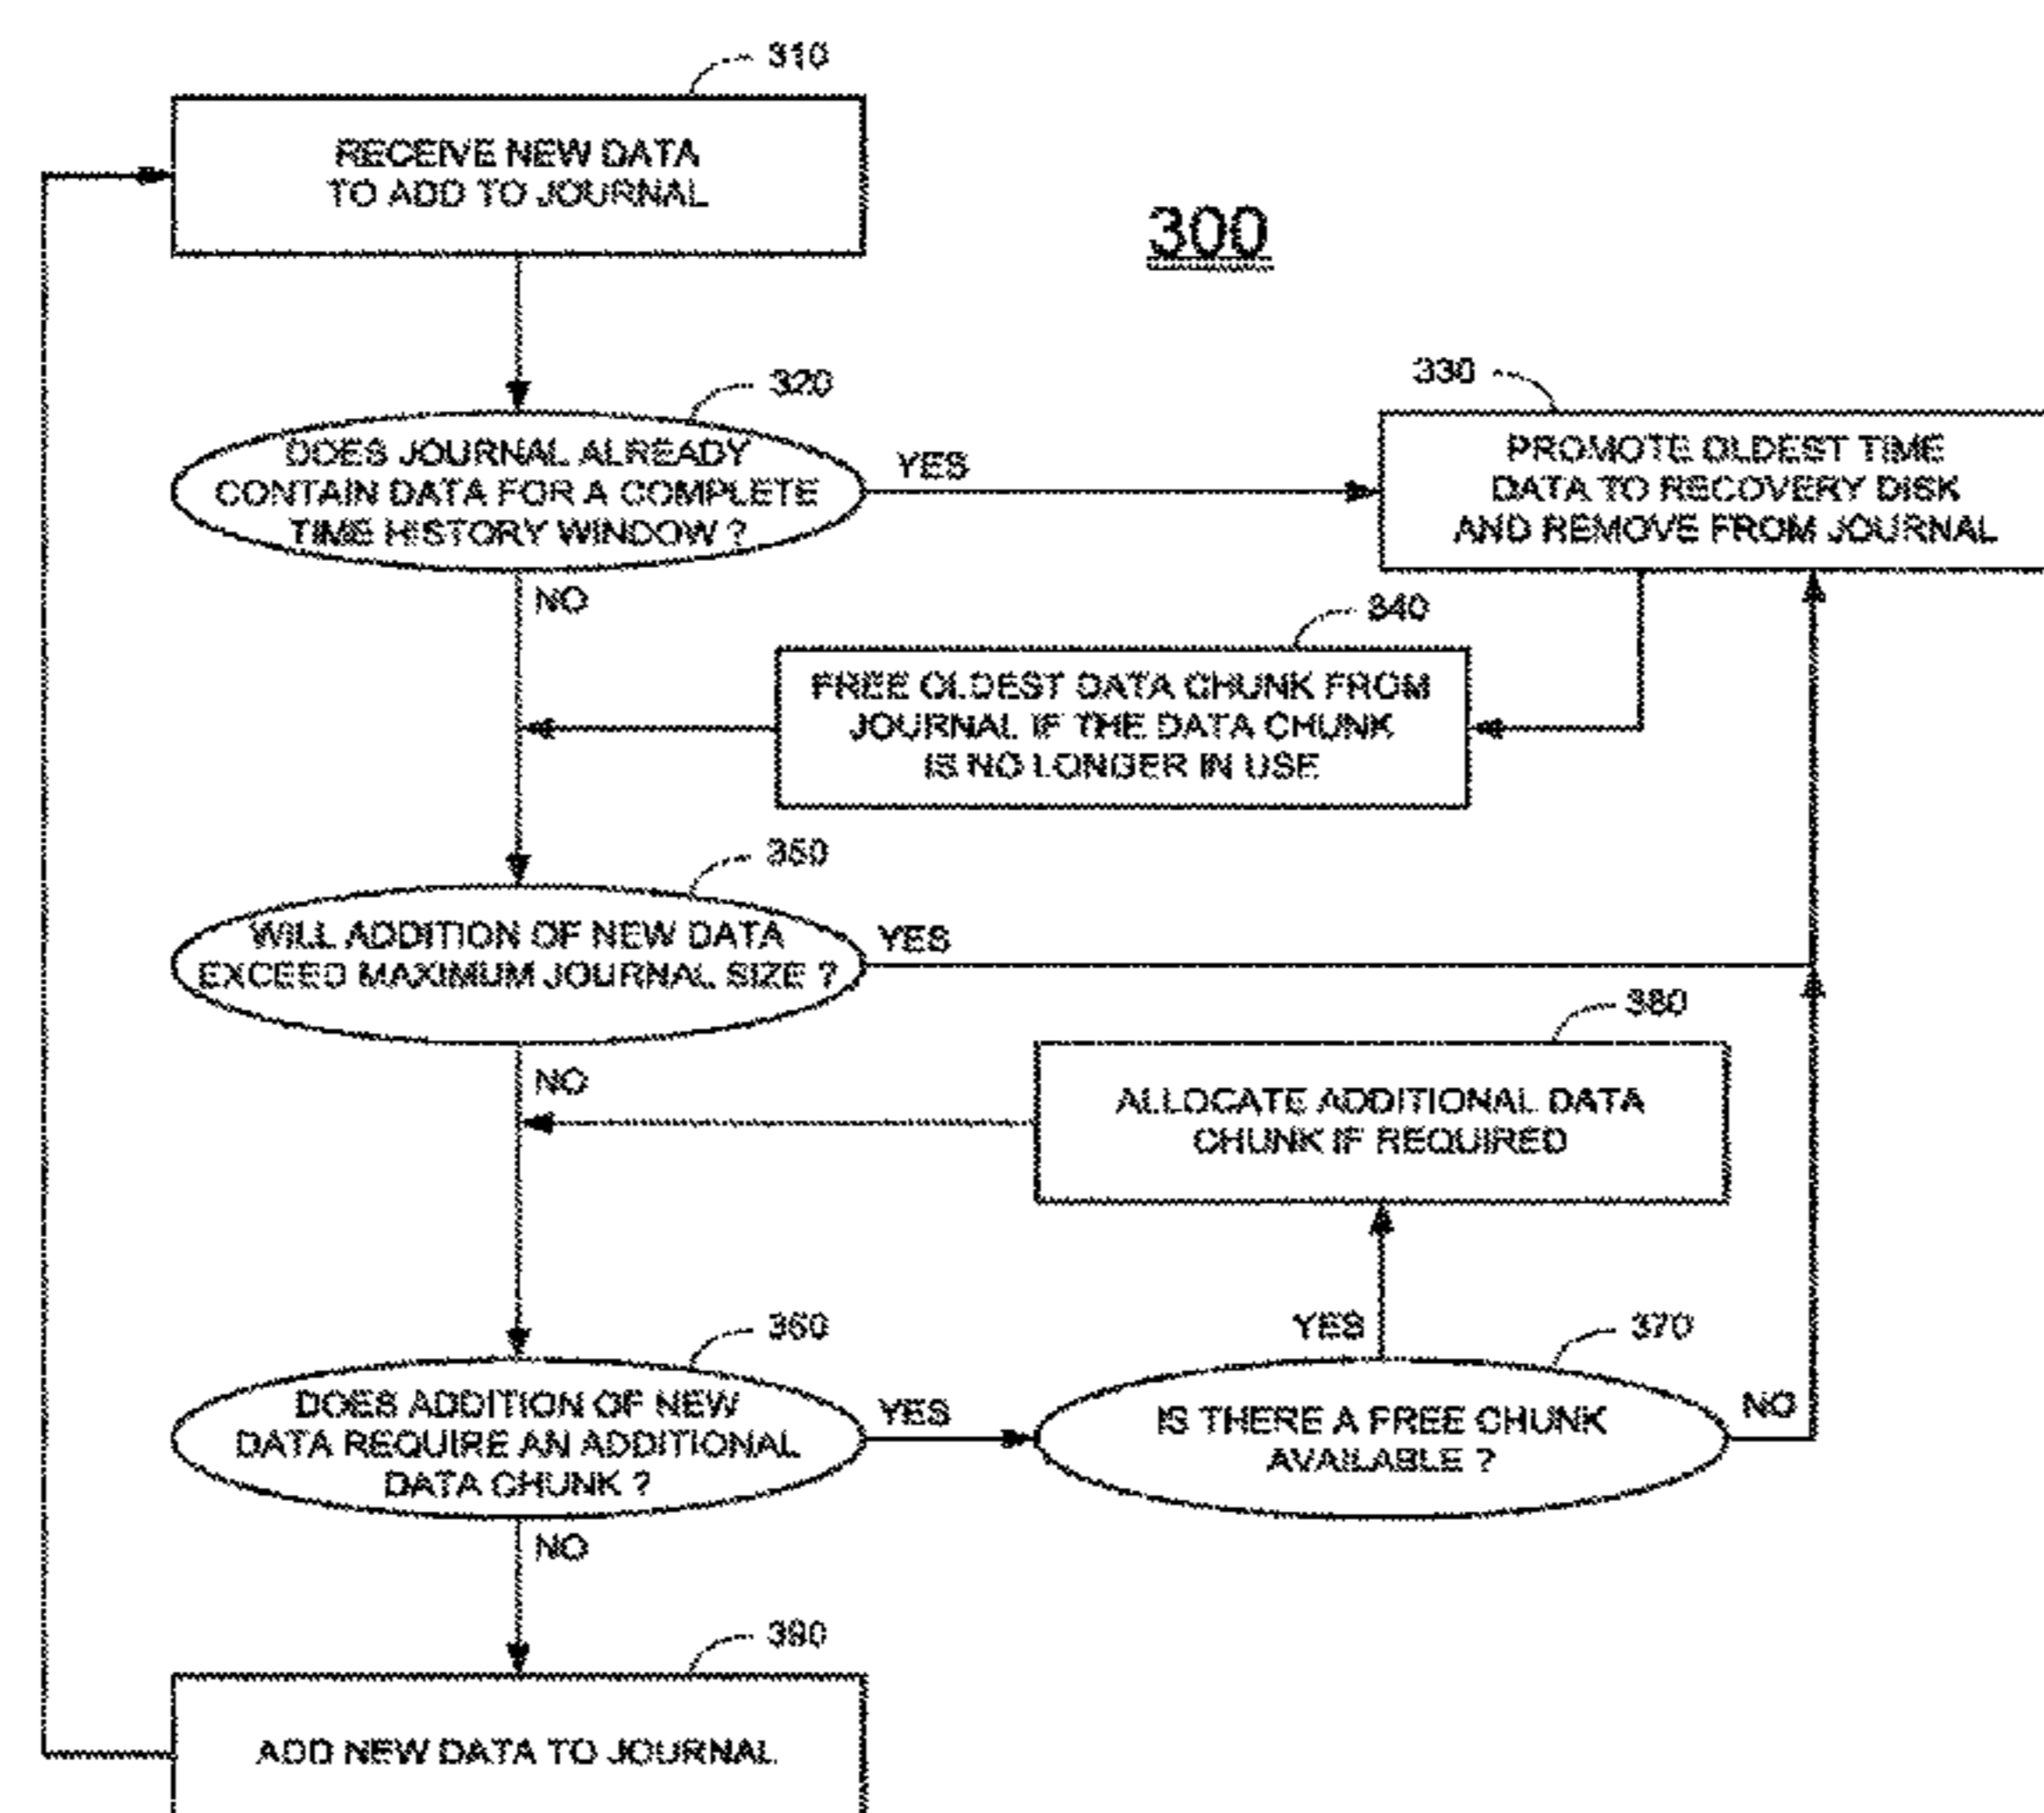 310
RECEIVE NEW DATA
TO ADD TO JOURNAL
300
320
DOES JOURNAL ALREADY
CONTAIN DATA FOR A COMPLETE
TIME HISTORY WINDOW ?
YES
NO
330
PROMOTE OLDEST TIME
DATA TO RECOVERY DISK
AND REMOVE FROM JOURNAL
340
FREE OLDEST DATA CHUNK FROM
JOURNAL IF THE DATA CHUNK
IS NO LONGER IN USE
350
WILL ADDITION OF NEW DATA
EXCEED MAXIMUM JOURNAL SIZE ?
YES
NO
380
ALLOCATE ADDITIONAL DATA
CHUNK IF REQUIRED
360
DOES ADDITION OF NEW
DATA REQUIRE AN ADDITIONAL
DATA CHUNK ?
YES
NO
370
IS THERE A FREE CHUNK
AVAILABLE ?
YES
NO
390
ADD NEW DATA TO JOURNAL